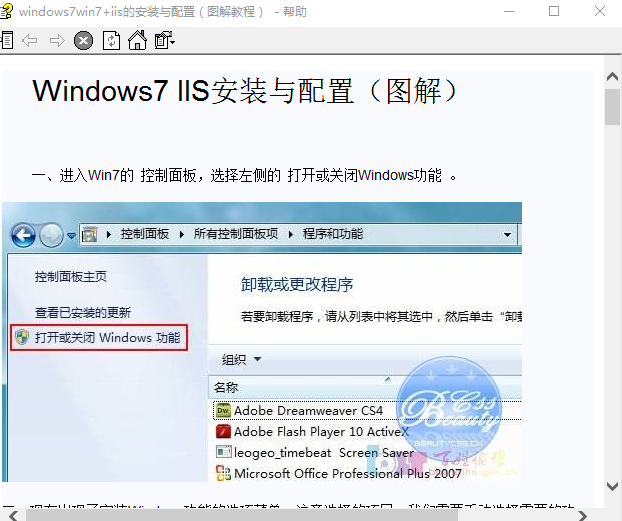 windows7win7+iis的安装与配置（图解教程） - 帮助
Windows7 IIS安装与配置（图解）
一、进入Win7的 控制面板，选择左侧的 打开或关闭Windows功能 。
控制面板 ▸ 所有控制面板项 ▸ 程序和功能
控制面板主页
卸载或更改程序
查看已安装的更新
若要卸载程序，请从列表中将其选中，然后单击“卸
打开或关闭 Windows 功能
组织
名称
Adobe Dreamweaver CS4
Adobe Flash Player 10 ActiveX
leogeo_timebeat Screen Saver
Microsoft Office Professional Plus 2007
Css
Beauty
BEAUTYCSS.CN